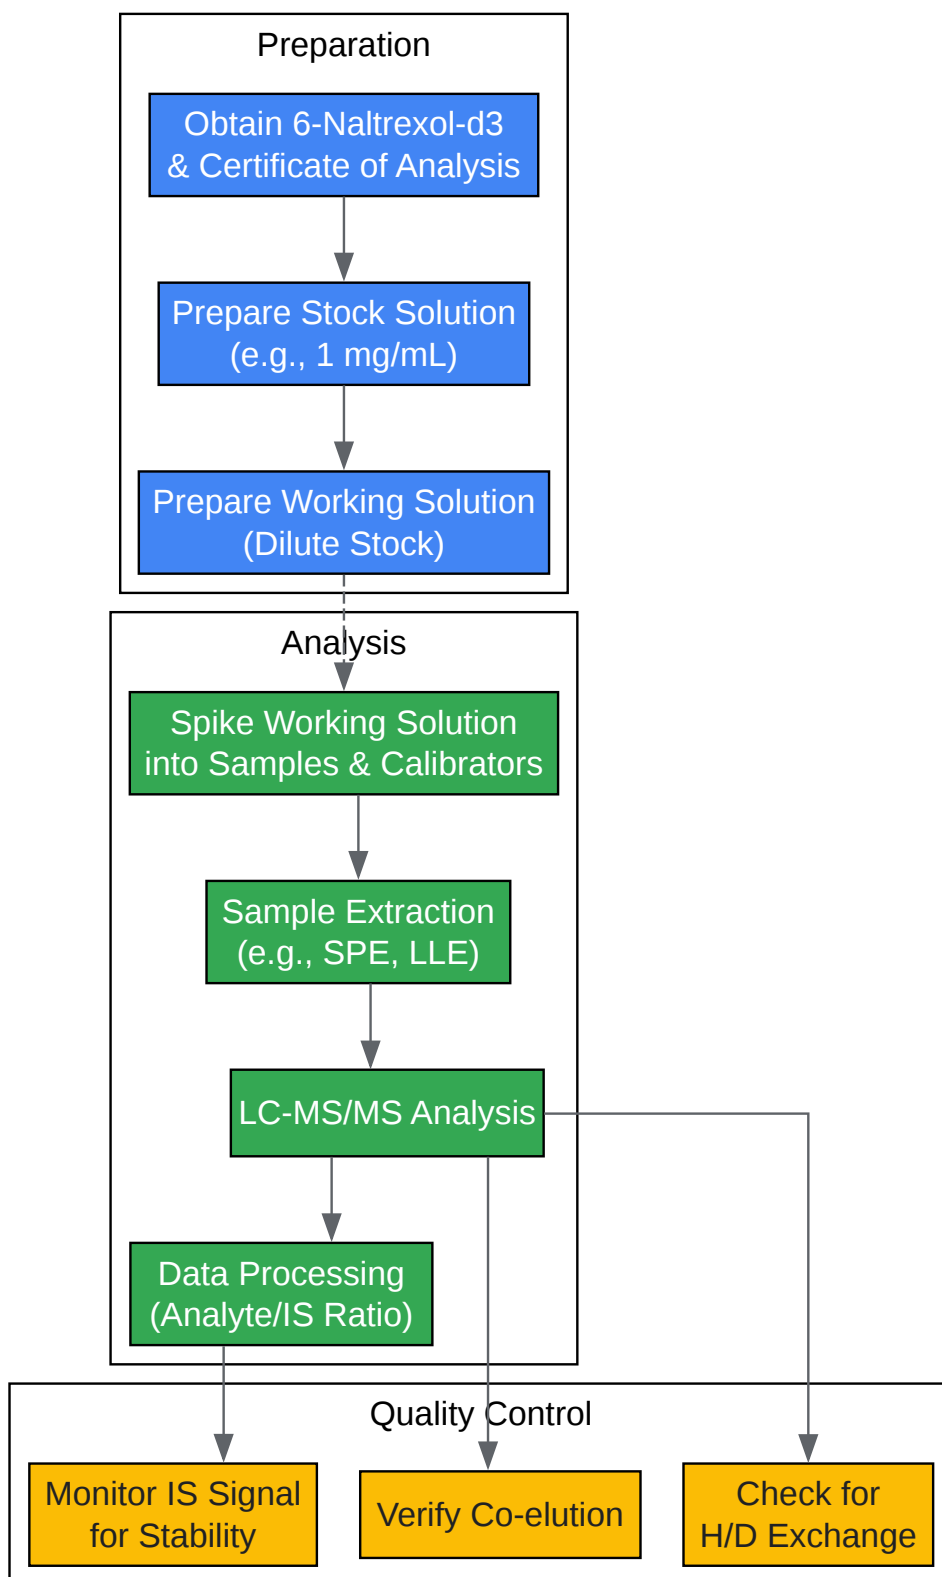 Preparation
Obtain 6-Naltrexol-d3
& Certificate of Analysis
Prepare Stock Solution
(e.g., 1 mg/mL)
Prepare Working Solution
(Dilute Stock)
Analysis
Spike Working Solution
into Samples & Calibrators
Sample Extraction
(e.g., SPE, LLE)
LC-MS/MS Analysis
Data Processing
(Analyte/IS Ratio)
Quality Control
Monitor IS Signal
for Stability
Verify Co-elution
Check for
H/D Exchange